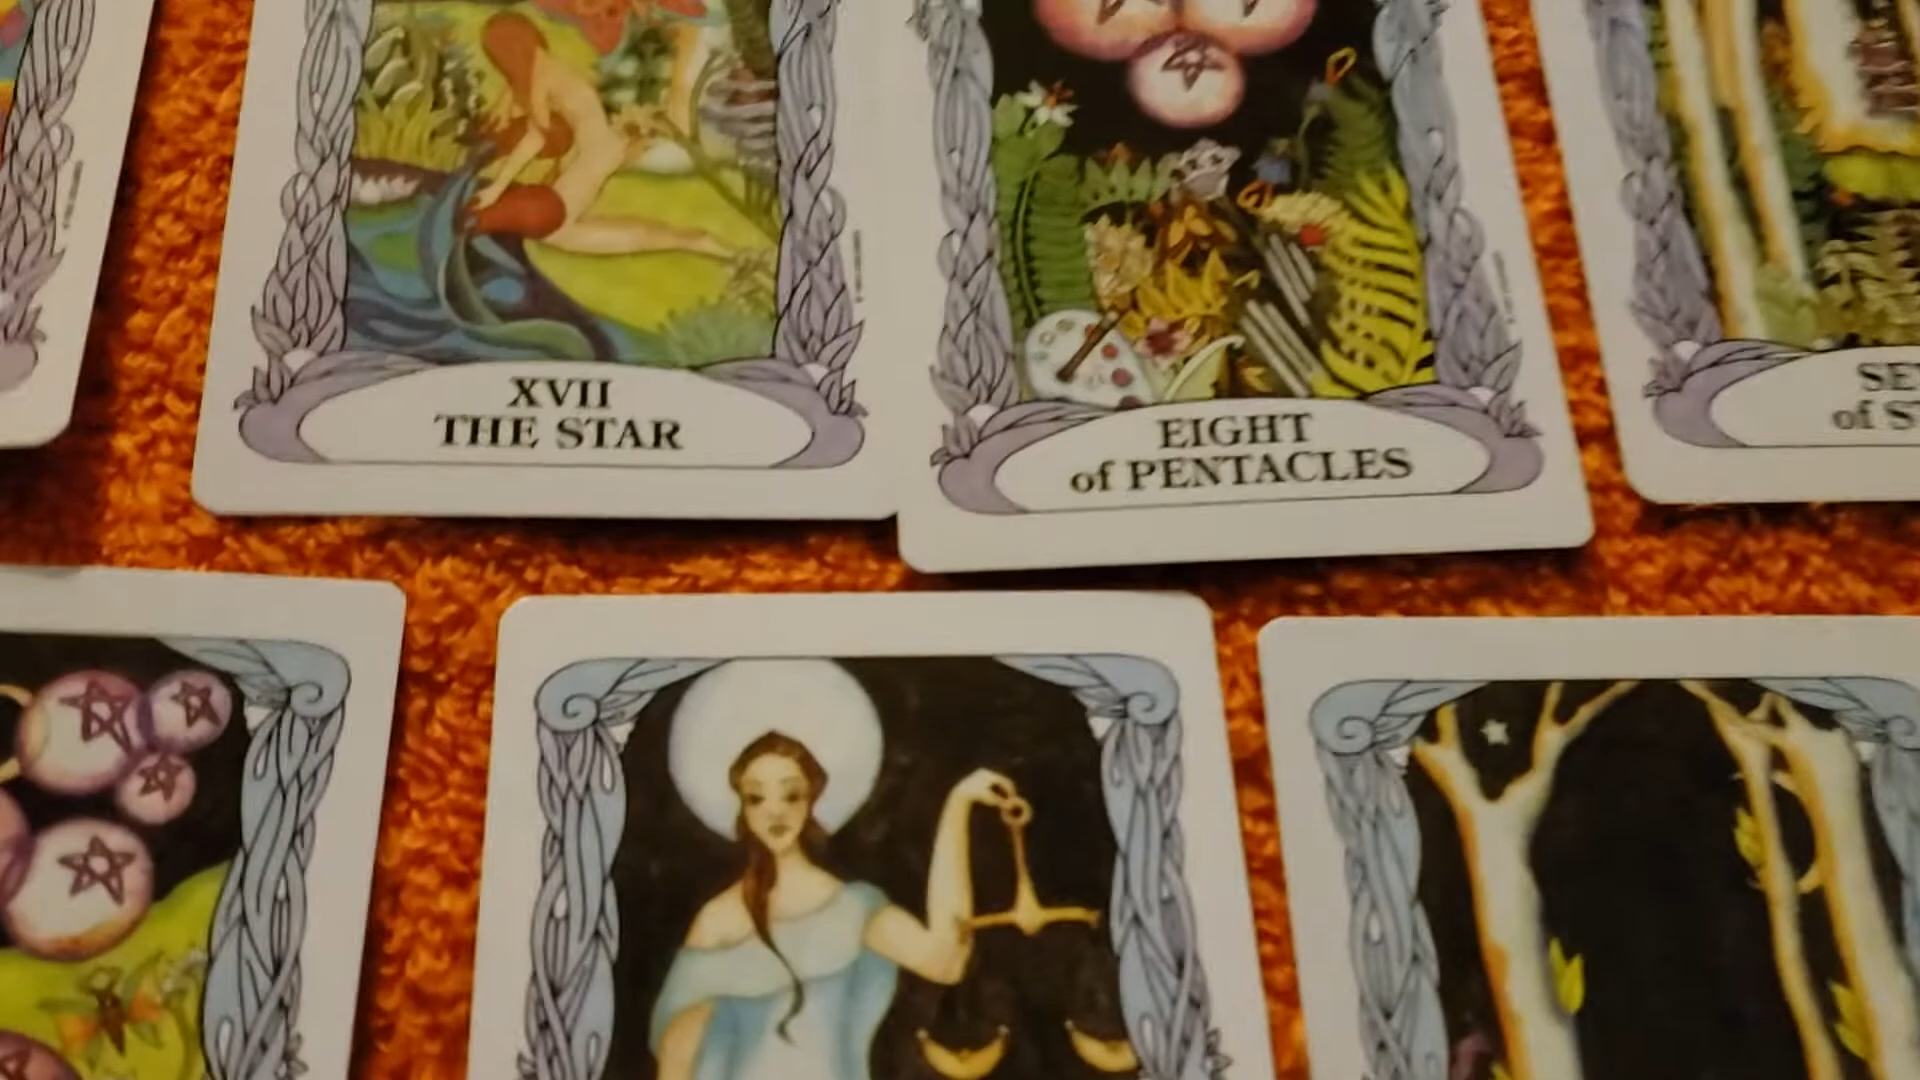 XVII
THE STAR
EIGHT
of PENTACLES
SE
of S